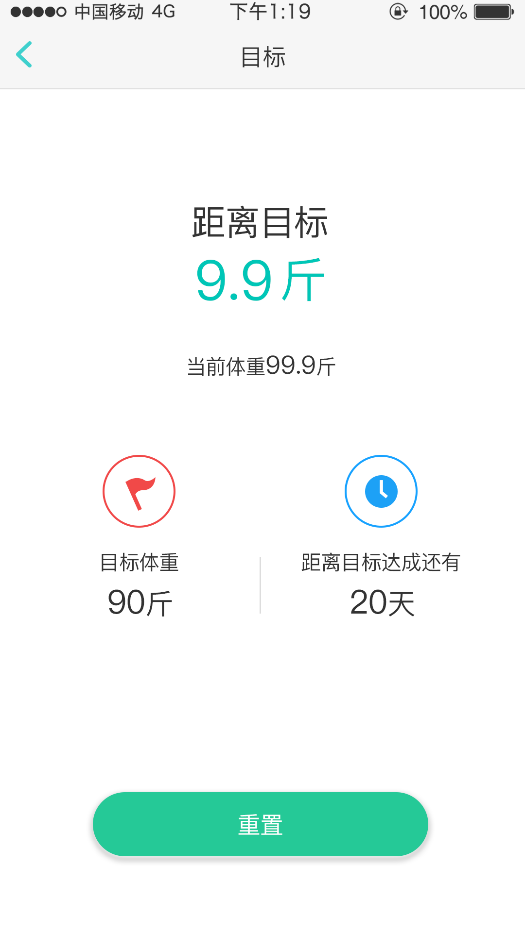 中国移动 4G 下午1:19 100%
目标
距离目标
9.9斤
当前体重99.9斤
目标体重
90斤
距离目标达成还有
20天
重置